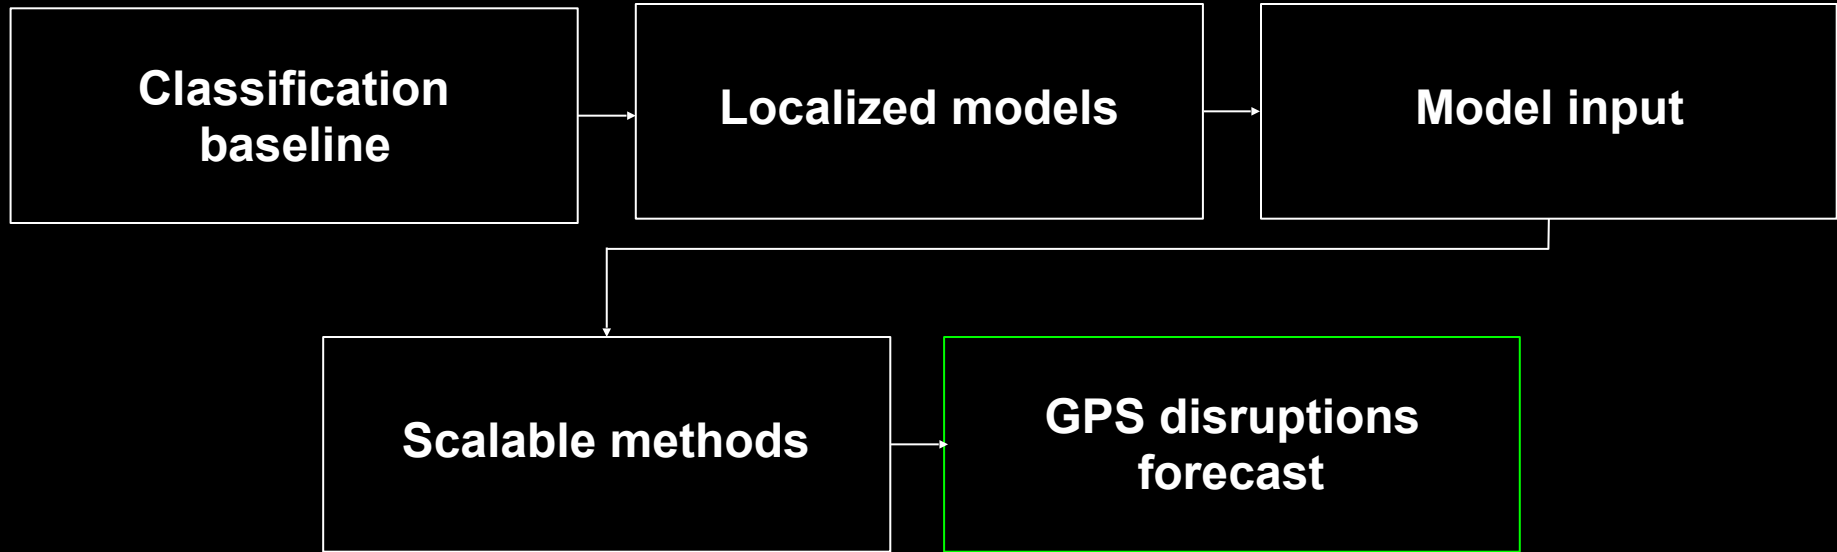 Classification
baseline
Localized models
Model input
Scalable methods
GPS disruptions
forecast